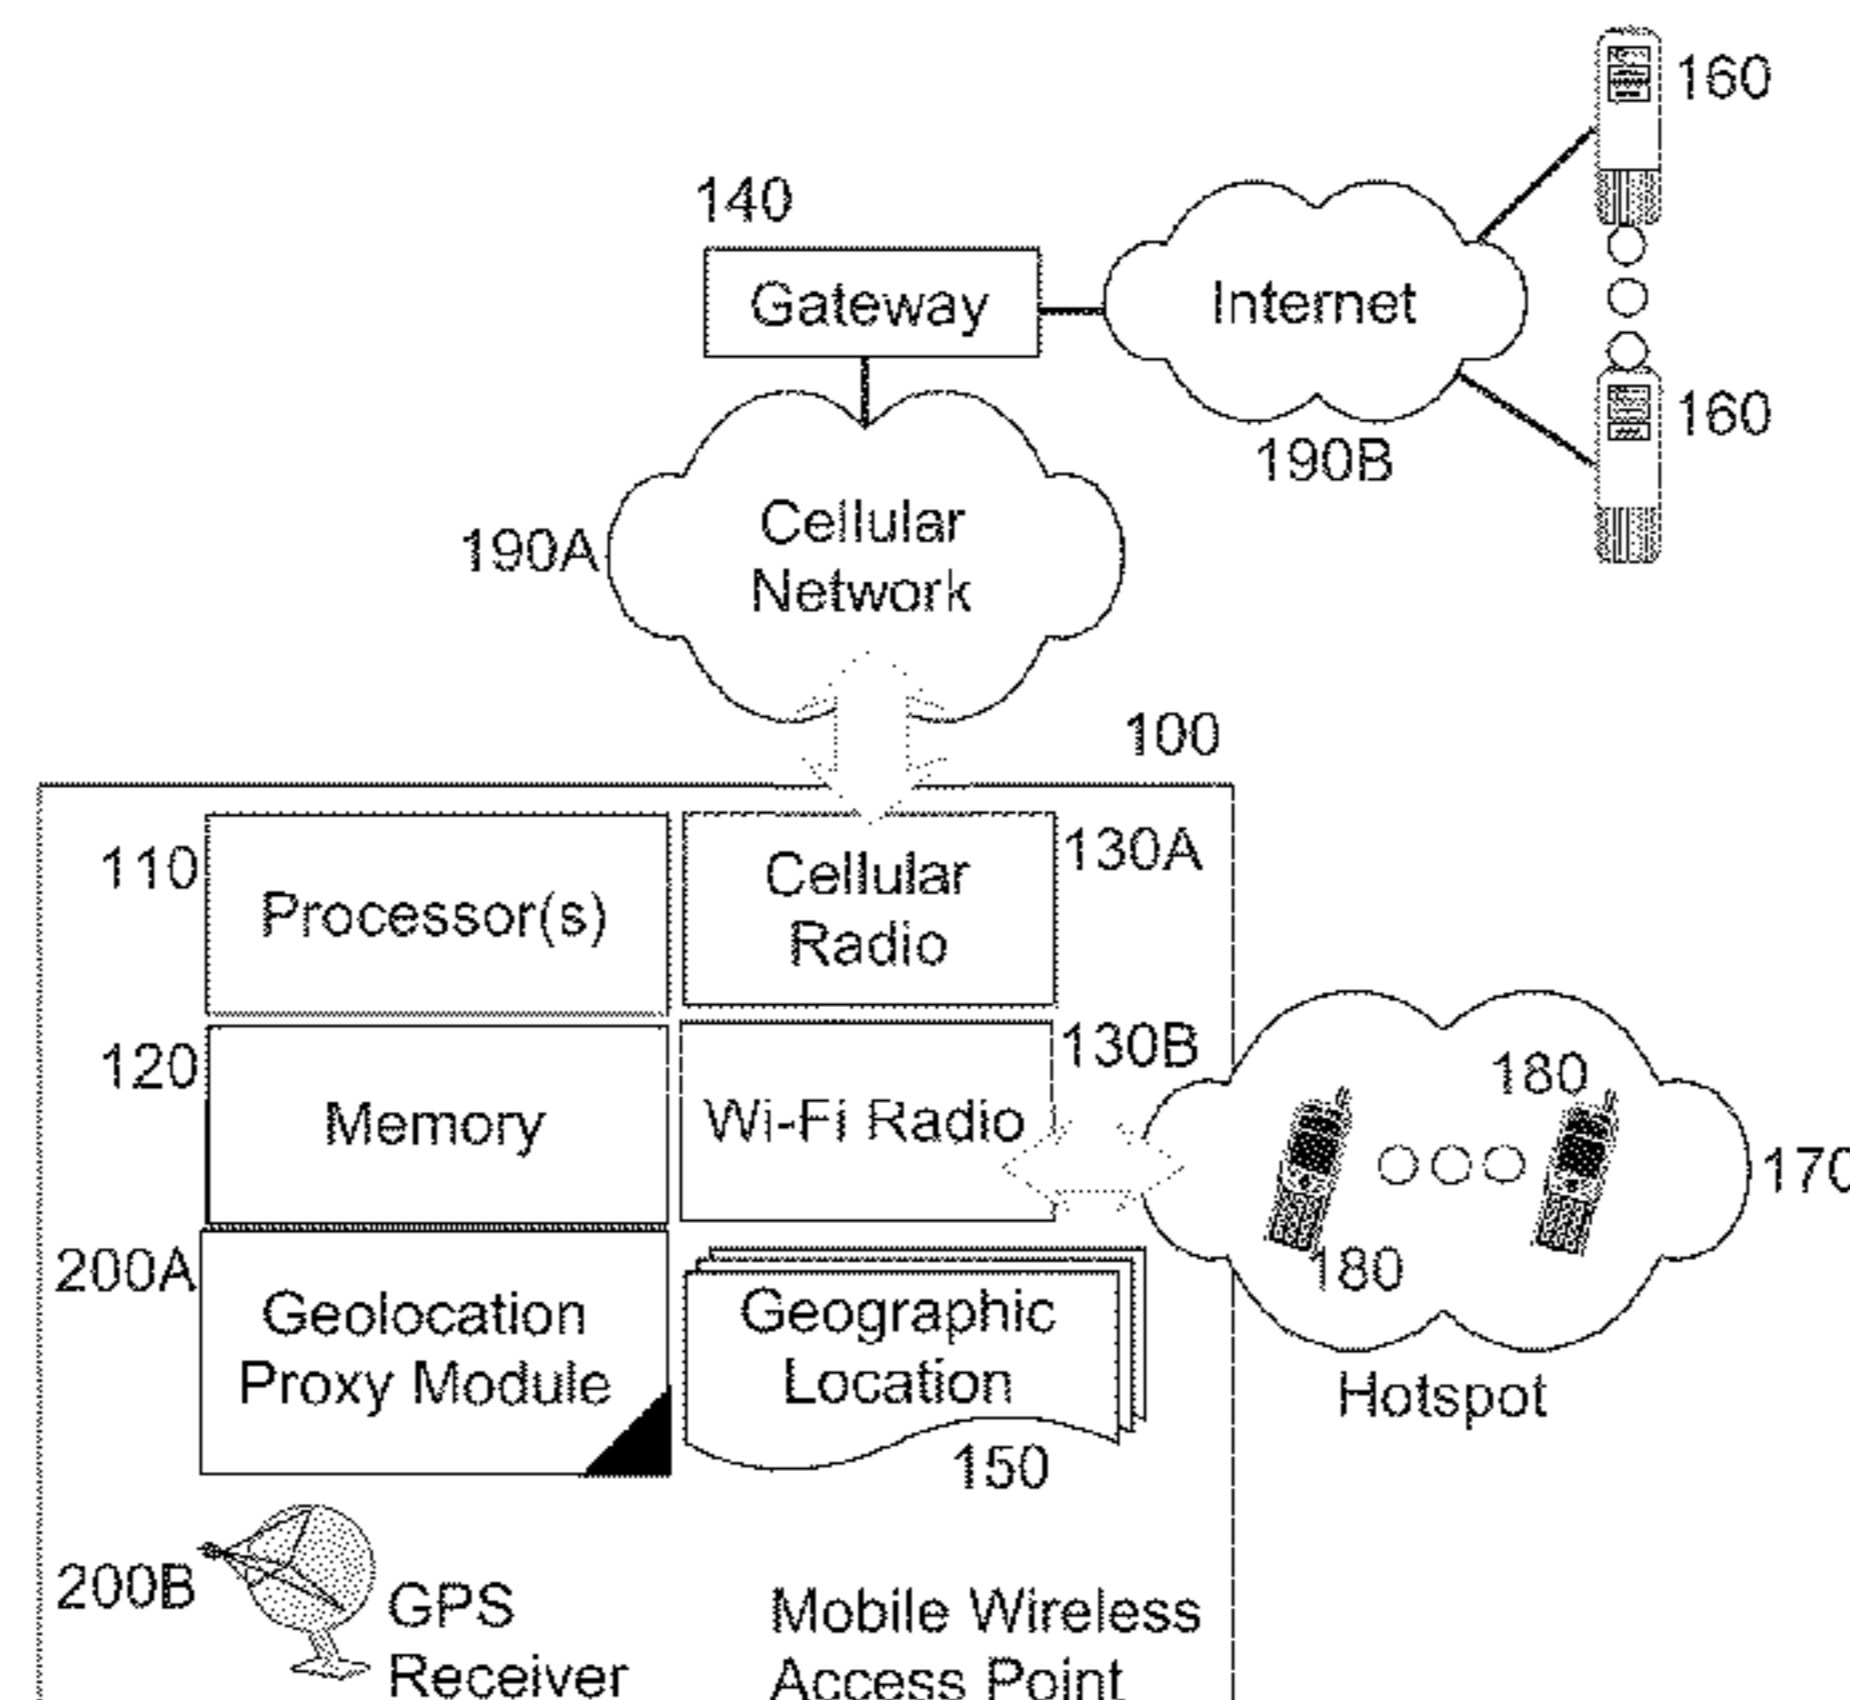 160
140
Gateway
Internet
160
190B
190A
Cellular
Network
100
110
Processor(s)
Cellular
Radio
130A
120
Memory
Wi-Fi Radio
130B
180
180
170
Hotspot
200A
Geolocation
Proxy Module
Geographic
Location
150
200B
GPS
Receiver
Mobile Wireless
Access Point